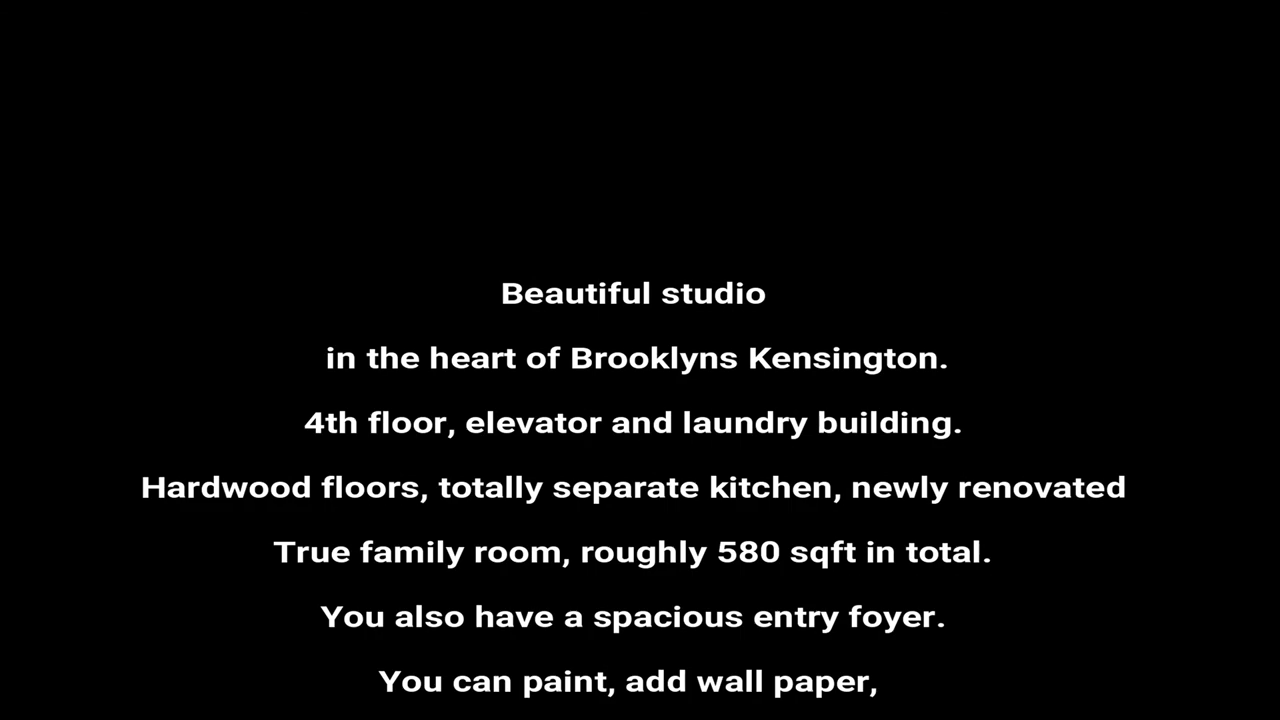 Beautiful studio
in the heart of Brooklyns Kensington.
4th floor, elevator and laundry building.
Hardwood floors, totally separate kitchen, newly renovated
True family room, roughly 580 sqft in total.
You also have a spacious entry foyer.
You can paint, add wall paper,